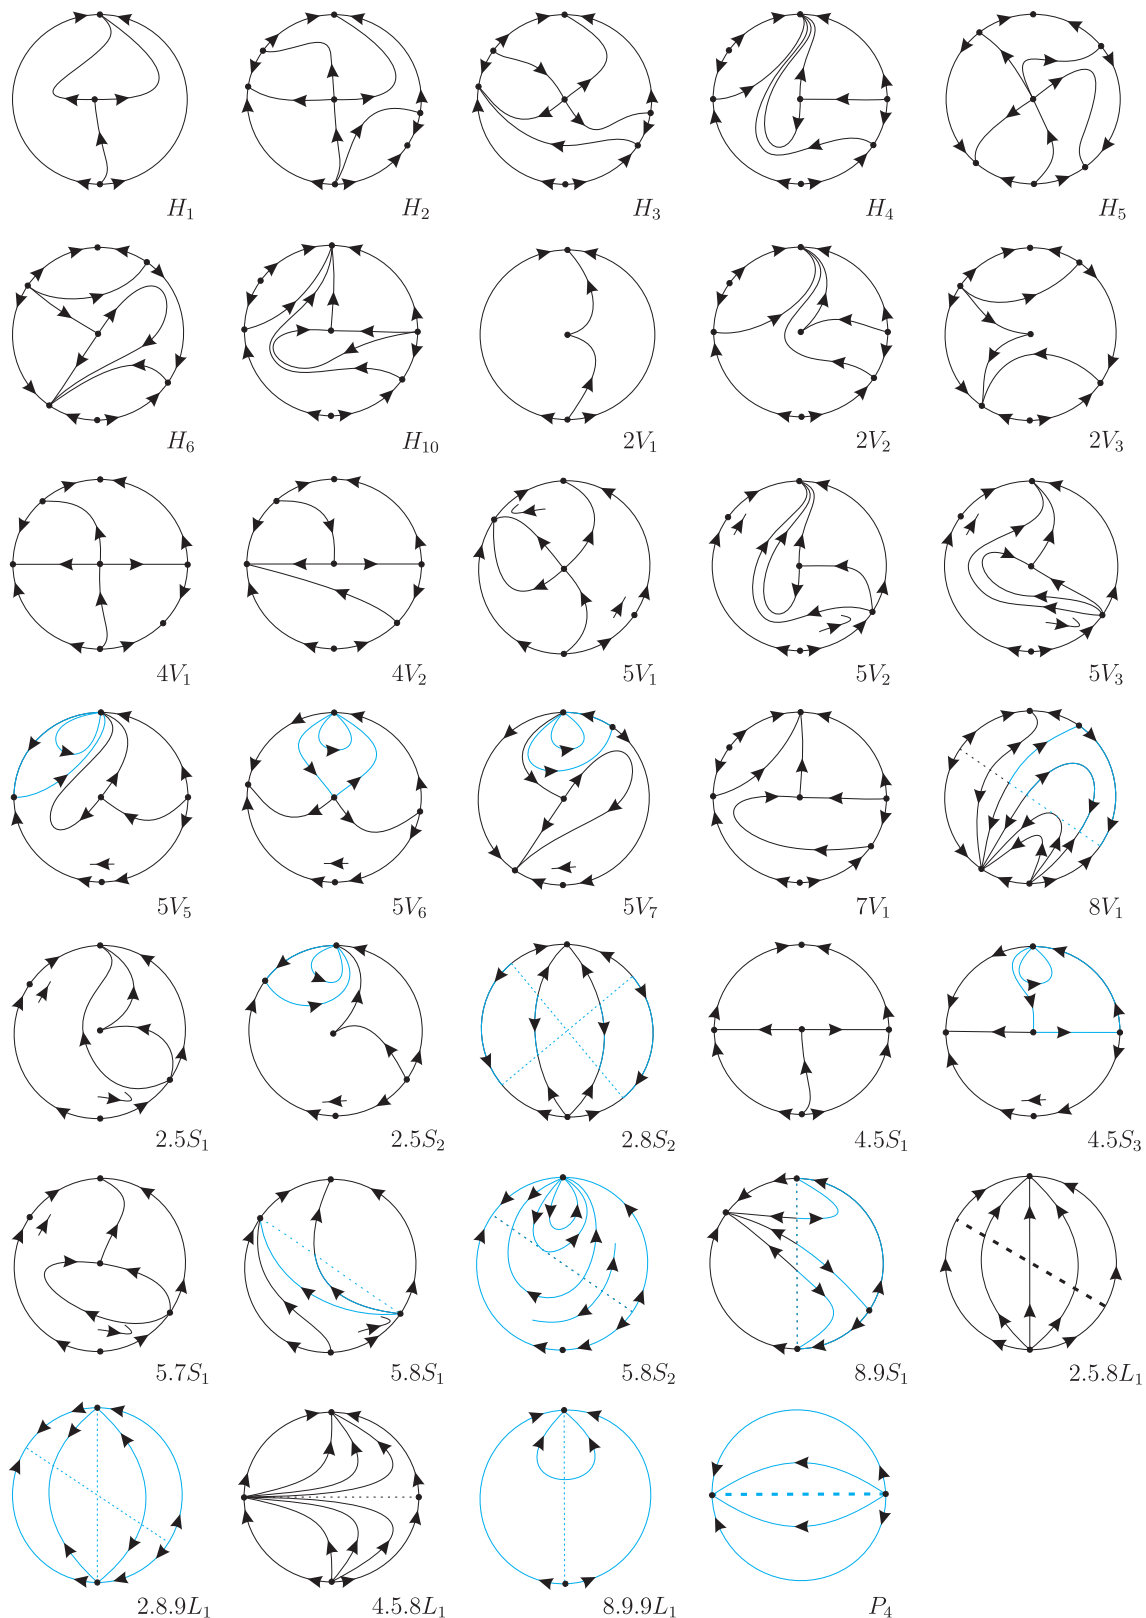 H₁ H₂ H₃ H₄ H₅
H₆ H₁₀ 2V₁ 2V₂ 2V₃
4V₁ 4V₂ 5V₁ 5V₂ 5V₃
5V₅ 5V₆ 5V₇ 7V₁ 8V₁
2.5S₁ 2.5S₂ 2.8S₂ 4.5S₁ 4.5S₃
5.7S₁ 5.8S₁ 5.8S₂ 8.9S₁ 2.5.8L₁
2.8.9L₁ 4.5.8L₁ 8.9.9L₁ P₄